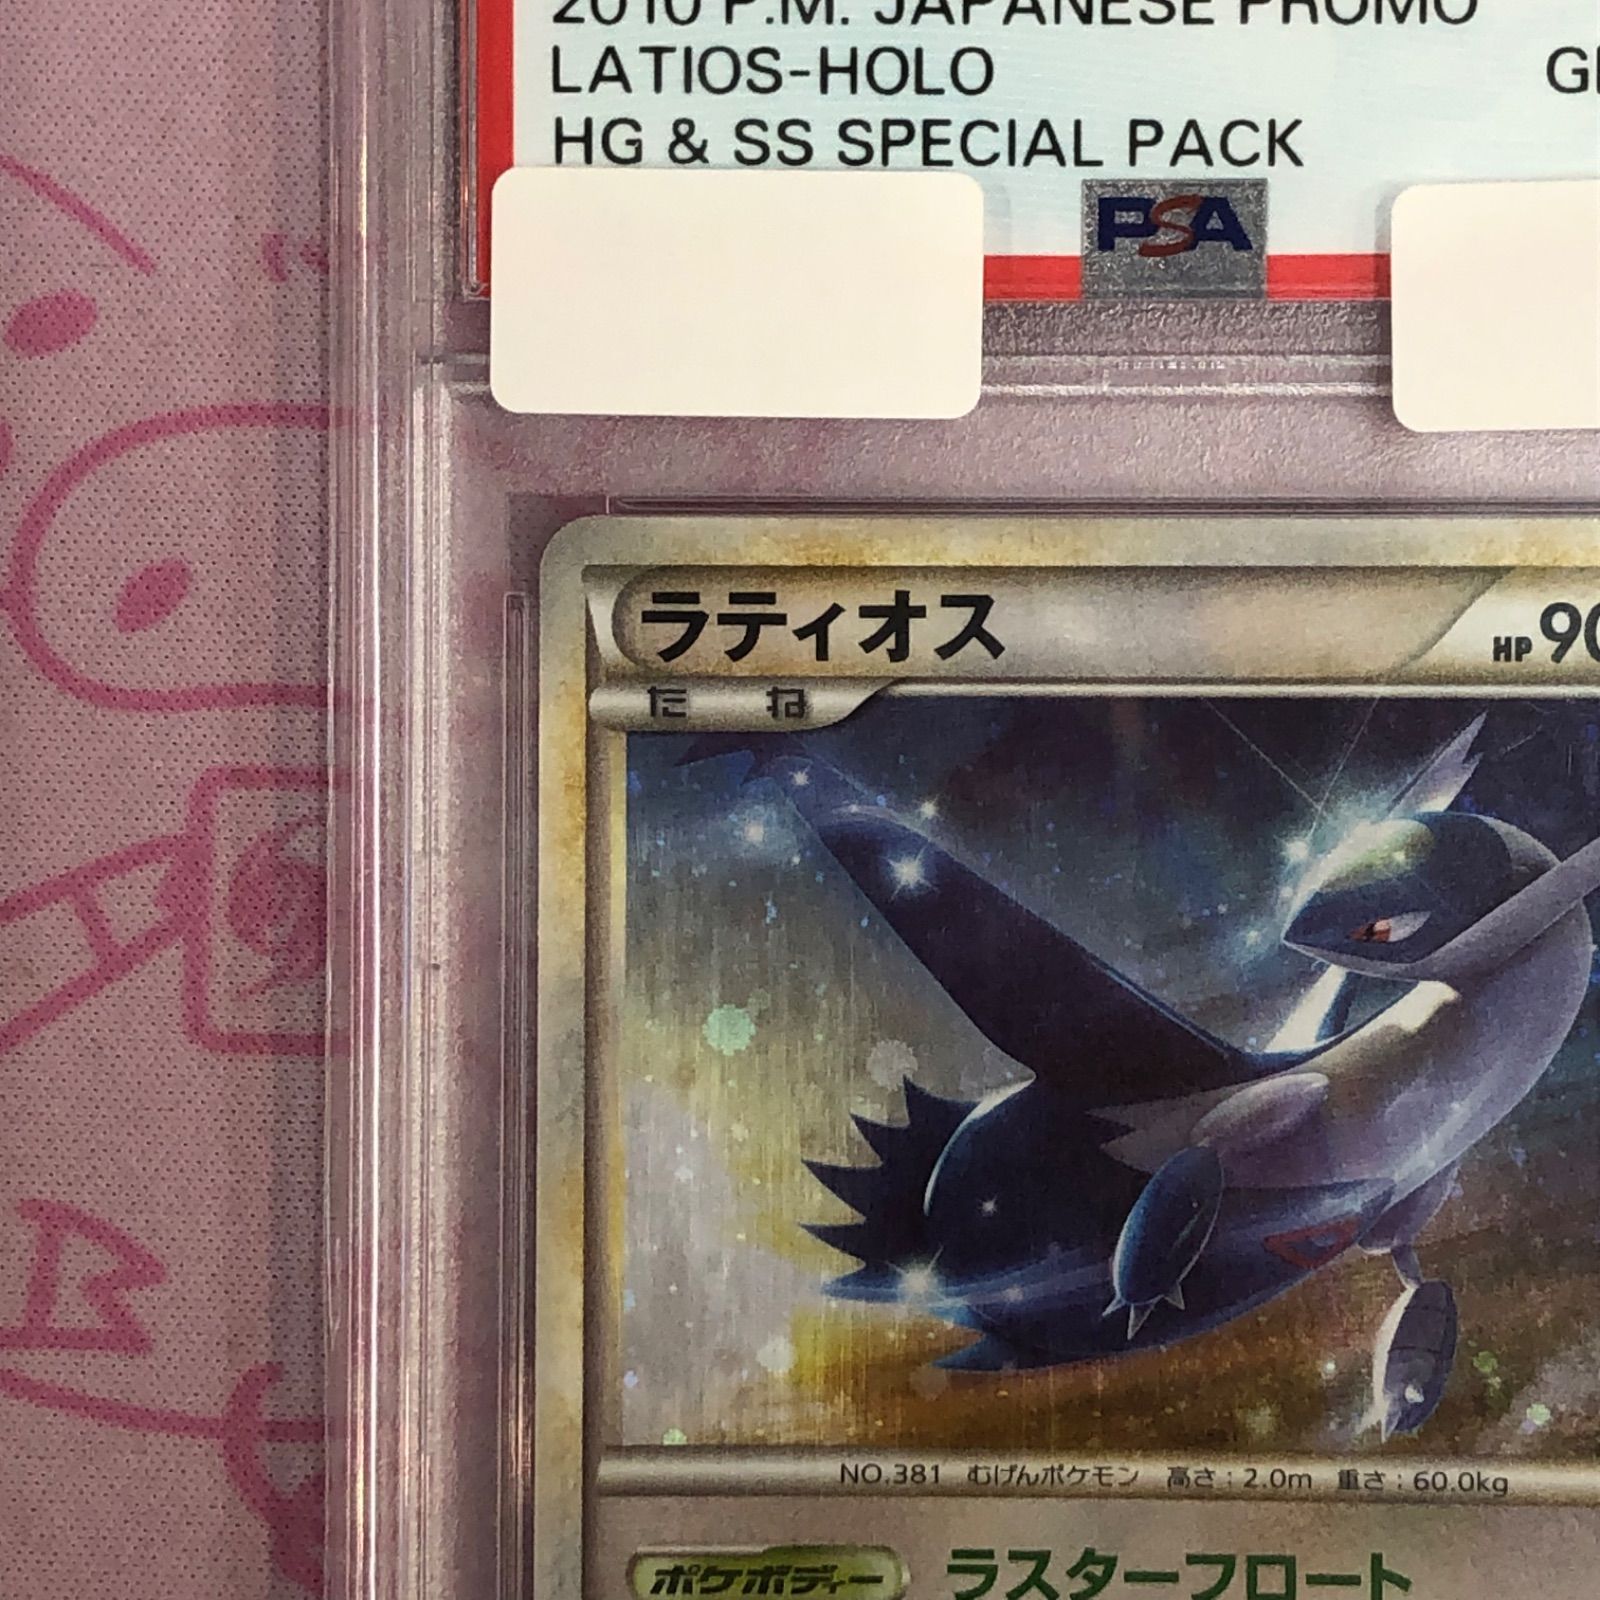 2010 P.M. JAPANESE PROMO
LATIOS-HOLO
HG & SS SPECIAL PACK
PSA
ラティオス
HP 90
たね
NO.381 むげんポケモン 高さ：2.0m 重さ：60.0kg
ポケボディー ラスターフロート